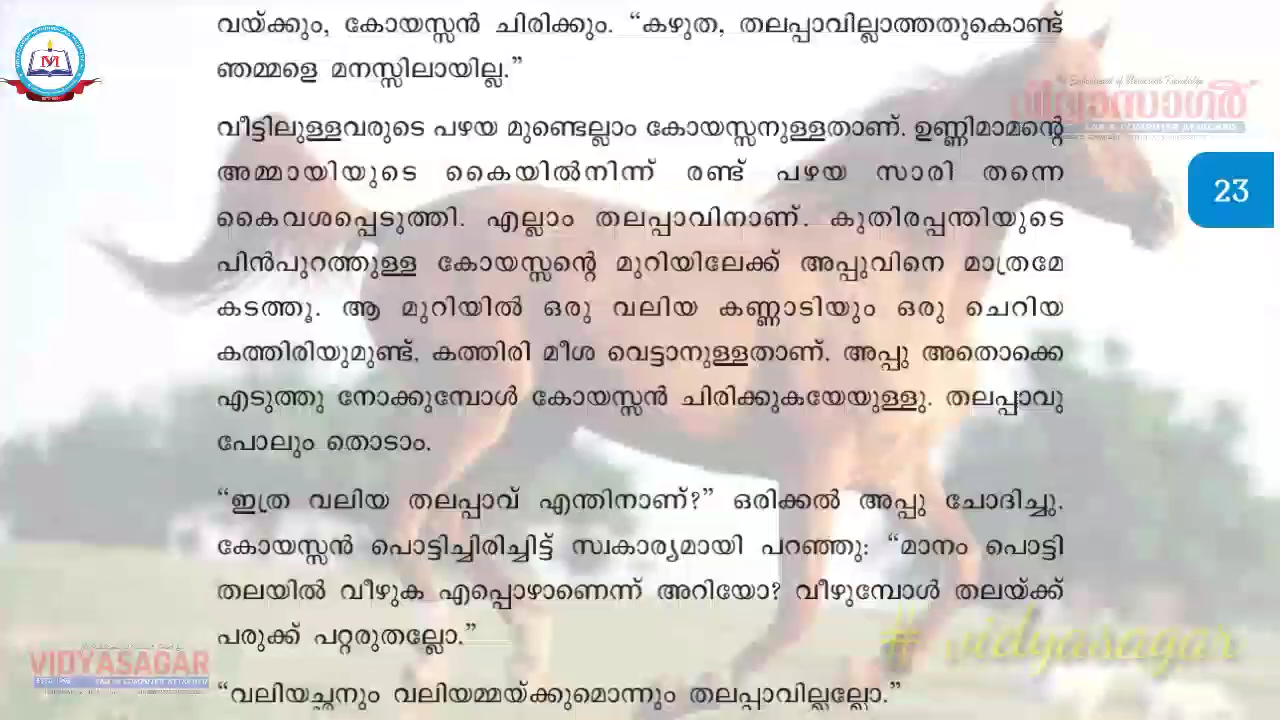 വയ്ക്കും, കോയസ്സൻ ചിരിക്കും. “കഴുത, തലപ്പാവില്ലാത്തതുകൊണ്ട്
ഞമ്മളെ മനസ്സിലായില്ല.”
വിദ്യാസാഗർ
LAB & COMPUTER ATHOLODI
23
വീട്ടിലുള്ളവരുടെ പഴയ മുണ്ടെല്ലാം കോയസ്സനുള്ളതാണ്. ഉണ്ണിമാമന്റെ
അമ്മായിയുടെ കൈയിൽനിന്ന് രണ്ട് പഴയ സാരി തന്നെ
കൈവശപ്പെടുത്തി. എല്ലാം തലപ്പാവിനാണ്. കുതിരപ്പന്തിയുടെ
പിൻപുറത്തുള്ള കോയസ്സന്റെ മുറിയിലേക്ക് അപ്പുവിനെ മാത്രമേ
കടത്തൂ. ആ മുറിയിൽ ഒരു വലിയ കണ്ണാടിയും ഒരു ചെറിയ
കത്തിരിയുമുണ്ട്. കത്തിരി മീശ വെട്ടാനുള്ളതാണ്. അപ്പു അതൊക്കെ
എടുത്തു നോക്കുമ്പോൾ കോയസ്സൻ ചിരിക്കുകയേയുള്ളു. തലപ്പാവു
പോലും തൊടാം.
“ഇത്ര വലിയ തലപ്പാവ് എന്തിനാണ്?” ഒരിക്കൽ അപ്പു ചോദിച്ചു.
കോയസ്സൻ പൊട്ടിച്ചിരിച്ചിട്ട് സ്വകാര്യമായി പറഞ്ഞു: “മാനം പൊട്ടി
തലയിൽ വീഴുക എപ്പൊഴാണെന്ന് അറിയോ? വീഴുമ്പോൾ തലയ്ക്ക്
പരുക്ക് പറ്റരുതല്ലോ.”
# vidyasagar
VIDYASAGAR
“വലിയച്ഛനും വലിയമ്മയ്ക്കുമൊന്നും തലപ്പാവില്ലല്ലോ.”